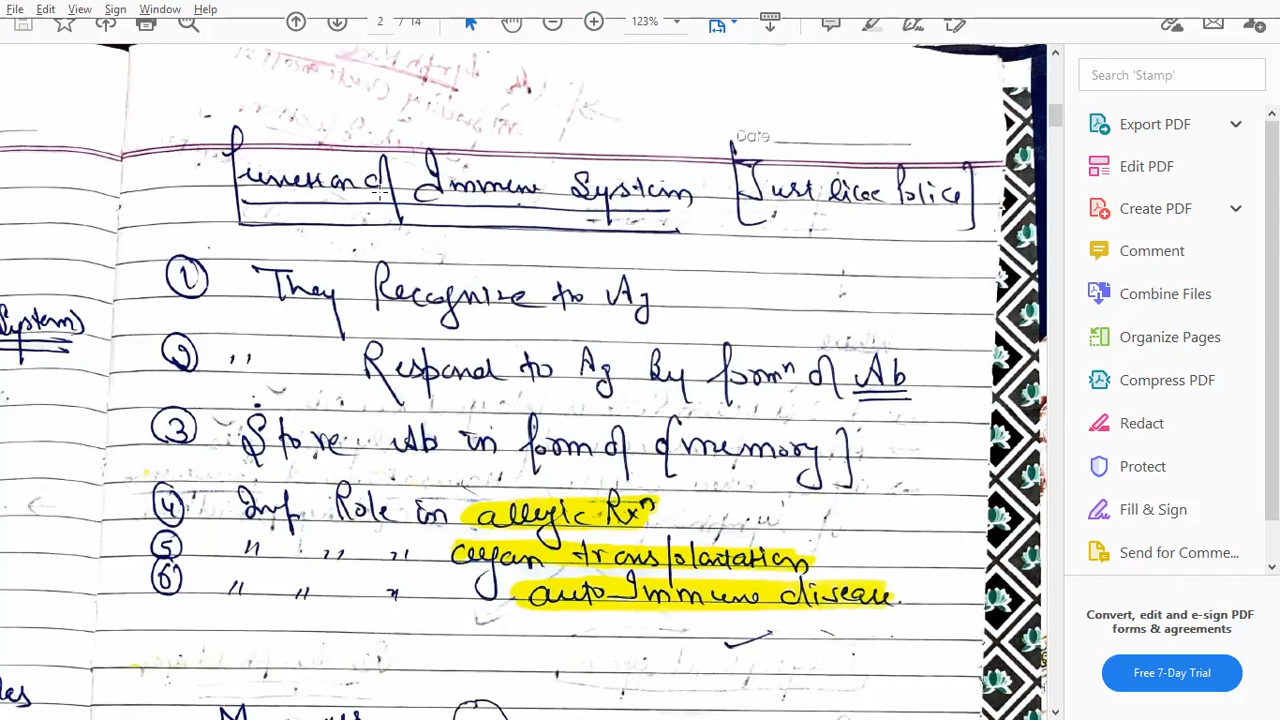 File Edit View Sign Window Help
2 / 14 123%
Search 'Stamp'
Date
Function of Immune System [Just like Police]
Export PDF
Edit PDF
① They Recognize to Ag
Create PDF
Comment
Combine Files
System)
② ,, Respond to Ag By formⁿ of Ab
Organize Pages
Compress PDF
③ Store Ab in form of [memory]
Redact
Protect
④ Imp Role in allegic Rxⁿ
Fill & Sign
⑤ " " " organ transplantation
Send for Comme...
⑥ " " " auto Immune disease.
Convert, edit and e-sign PDF
forms & agreements
Free 7-Day Trial